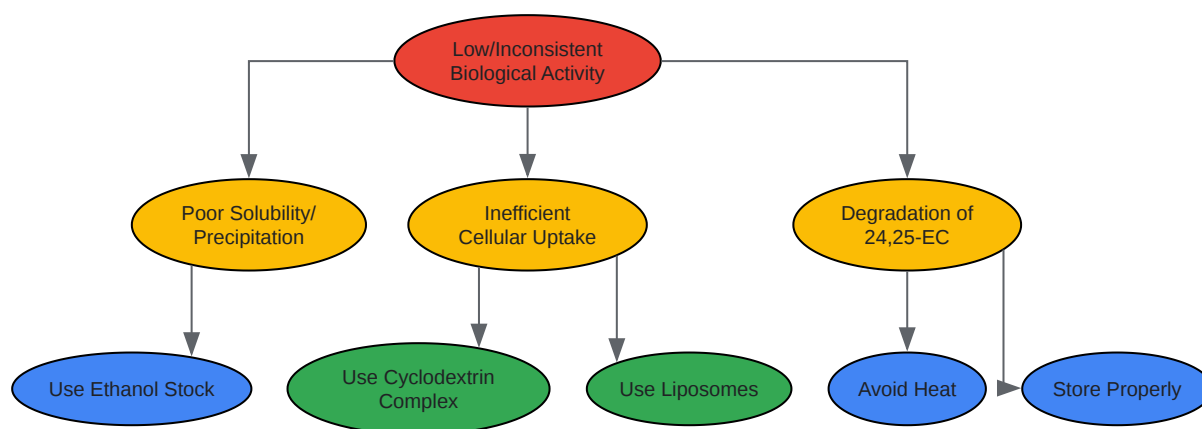 Low/Inconsistent
Biological Activity
Poor Solubility/
Precipitation
Inefficient
Cellular Uptake
Degradation of
24,25-EC
Use Ethanol Stock
Use Cyclodextrin
Complex
Use Liposomes
Avoid Heat
Store Properly